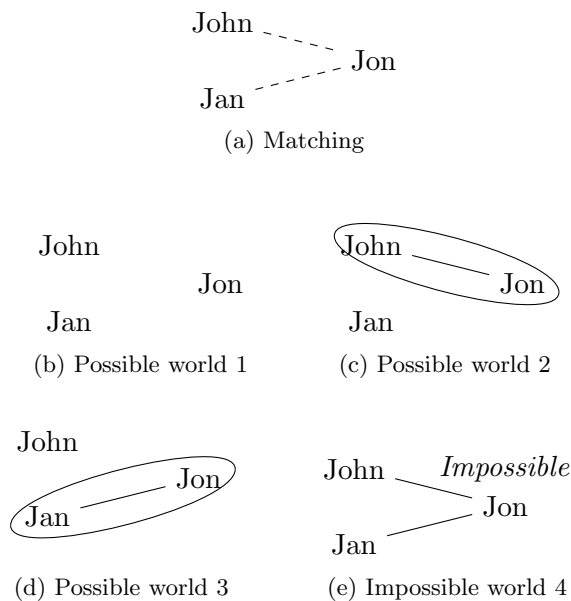 John
Jon
Jan
(a) Matching
John
Jon
Jan
(b) Possible world 1
John
Jon
Jan
(c) Possible world 2
John
Jon
Jan
(d) Possible world 3
John
Impossible
Jon
Jan
(e) Impossible world 4